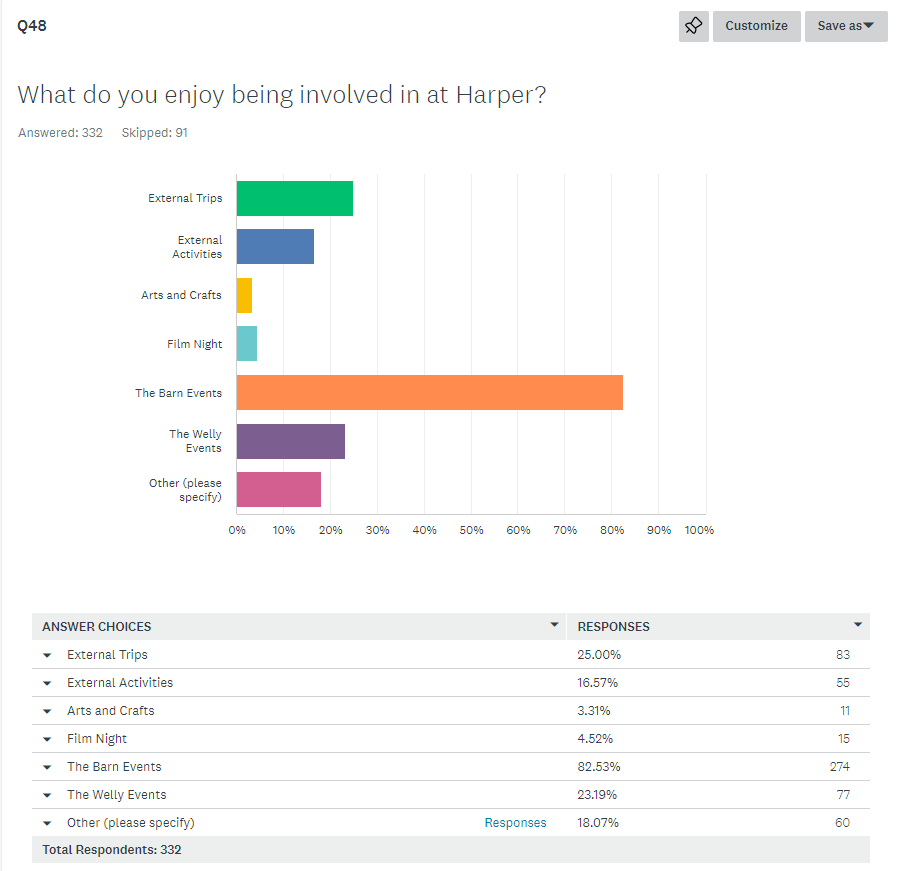 Q48
Customize
Save as
What do you enjoy being involved in at Harper?
Answered: 332 Skipped: 91
External Trips
External
Activities
Arts and Crafts
Film Night
The Barn Events
The Welly
Events
Other (please
specify)
0% 10% 20% 30% 40% 50% 60% 70% 80% 90% 100%
ANSWER CHOICES RESPONSES
External Trips 25.00% 83
External Activities 16.57% 55
Arts and Crafts 3.31% 11
Film Night 4.52% 15
The Barn Events 82.53% 274
The Welly Events 23.19% 77
Other (please specify) Responses 18.07% 60
Total Respondents: 332